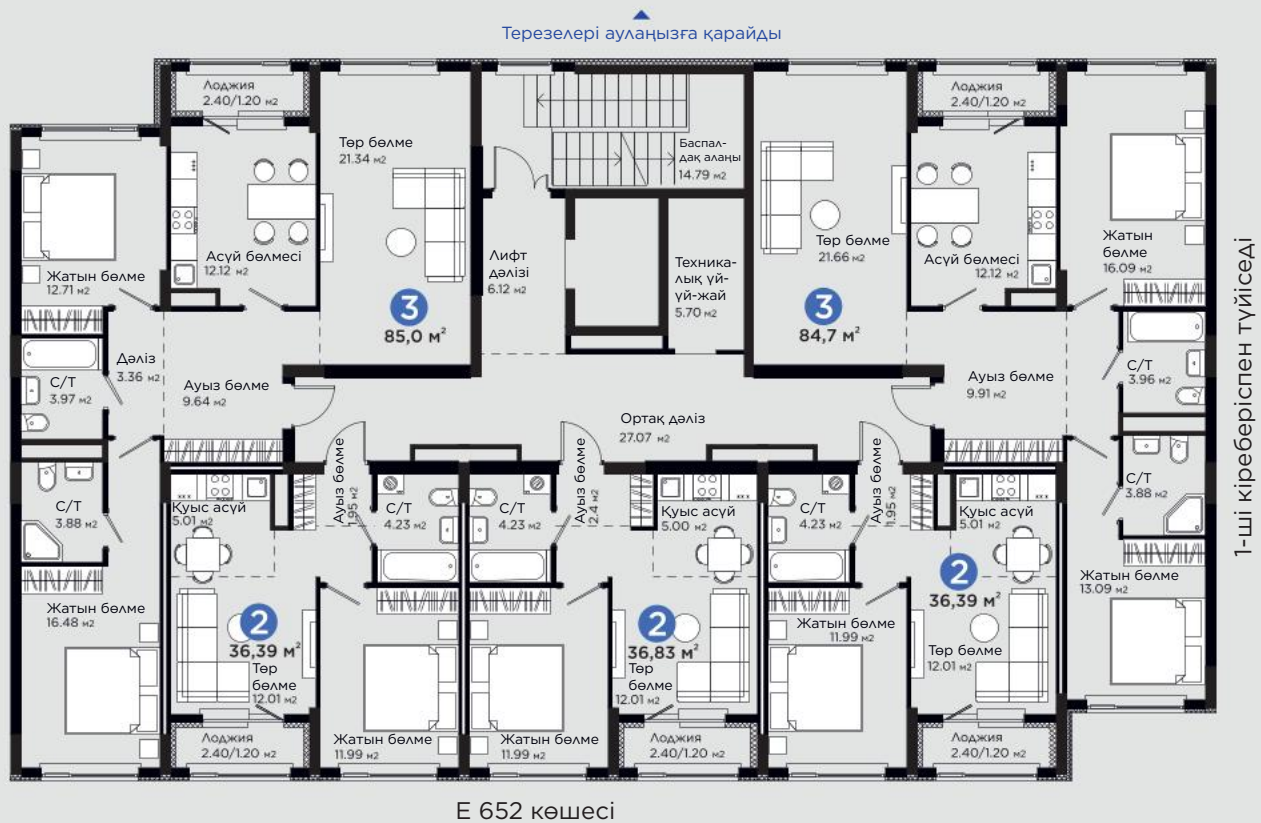 Терезелері аулаңызға қарайды
Лоджия
2.40/1.20 м2
Төр бөлме
21.34 м2
Баспал-
дақ алаңы
14.79 м2
Лоджия
2.40/1.20 м2
Жатын бөлме
12.71 м2
Асүй бөлмесі
12.12 м2
3
85,0 м²
Лифт
дәлізі
6.12 м2
Техника-
лық үй-
үй-жай
5.70 м2
Төр бөлме
21.66 м2
3
84,7 м²
Асүй бөлмесі
12.12 м2
Жатын
бөлме
16.09 м2
1-ші кіреберіспен түйіседі
С/Т
3.97 м2
Дәліз
3.36 м2
Ауыз бөлме
9.64 м2
Ортақ дәліз
27.07 м2
Ауыз бөлме
9.91 м2
С/Т
3.96 м2
С/Т
3.88 м2
Қуыс асүй
5.01 м2
Ауыз бөлме
1.95 м2
С/Т
4.23 м2
С/Т
4.23 м2
Ауыз бөлме
12.4 м2
Қуыс асүй
5.00 м2
С/Т
4.23 м2
Ауыз бөлме
1.95 м2
Қуыс асүй
5.01 м2
С/Т
3.88 м2
Жатын бөлме
16.48 м2
2
36,39 м²
Төр
бөлме
12.01 м2
Жатын бөлме
11.99 м2
Жатын бөлме
11.99 м2
2
36,83 м²
Төр
бөлме
12.01 м2
Жатын бөлме
11.99 м2
2
36,39 м²
Төр бөлме
12.01 м2
Жатын бөлме
13.09 м2
Лоджия
2.40/1.20 м2
Лоджия
2.40/1.20 м2
Лоджия
2.40/1.20 м2
Е 652 көшесі